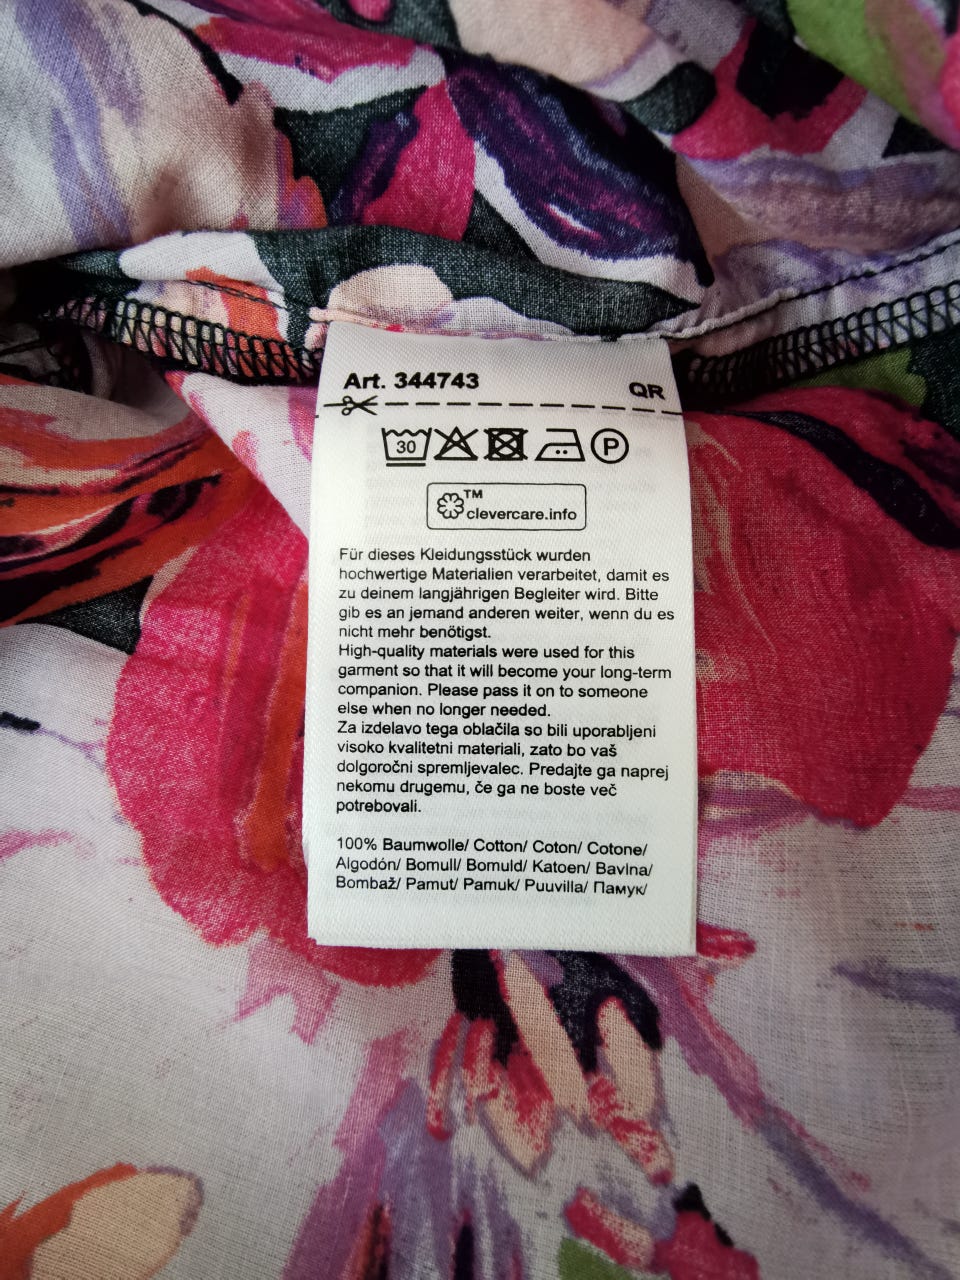 Art. 344743
QR
30
P
TM
clevercare.info
Für dieses Kleidungsstück wurden
hochwertige Materialien verarbeitet, damit es
zu deinem langjährigen Begleiter wird. Bitte
gib es an jemand anderen weiter, wenn du es
nicht mehr benötigst.
High-quality materials were used for this
garment so that it will become your long-term
companion. Please pass it on to someone
else when no longer needed.
Za izdelavo tega oblačila so bili uporabljeni
visoko kvalitetni materiali, zato bo vaš
dolgoročni spremljevalec. Predajte ga naprej
nekomu drugemu, če ga ne boste več
potrebovali.
100% Baumwolle/ Cotton/ Coton/ Cotone/
Algodón/ Bomull/ Bomuld/ Katoen/ Bavlna/
Bombaž/ Pamut/ Pamuk/ Puuvilla/ Памук/